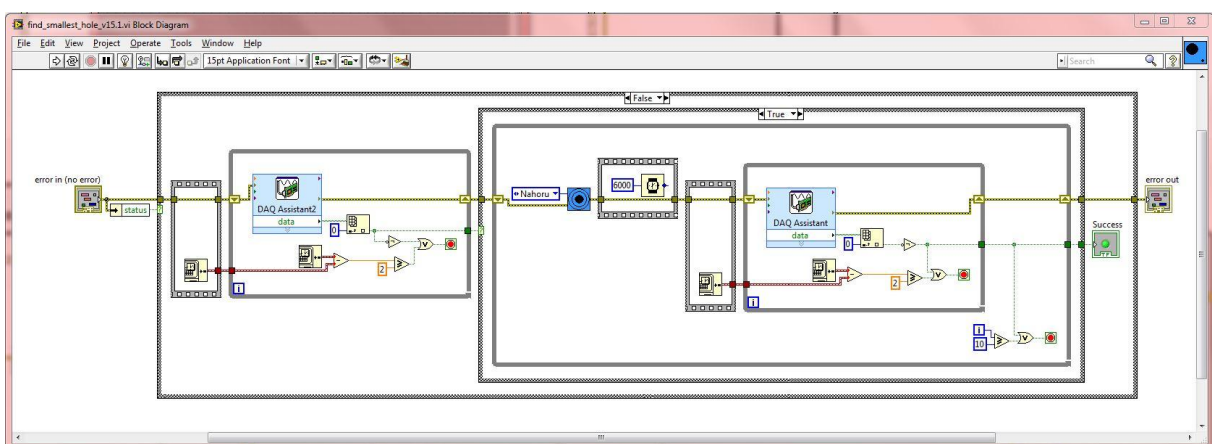 find_smallest_hole_v15.1.vi Block Diagram
File Edit View Project Operate Tools Window Help
15pt Application Font
Search
False
True
error in (no error)
status
DAQ Assistant2
data
0
2
i
Nahoru
6000
DAQ Assistant
data
0
2
i
i
10
error out
Success
TF